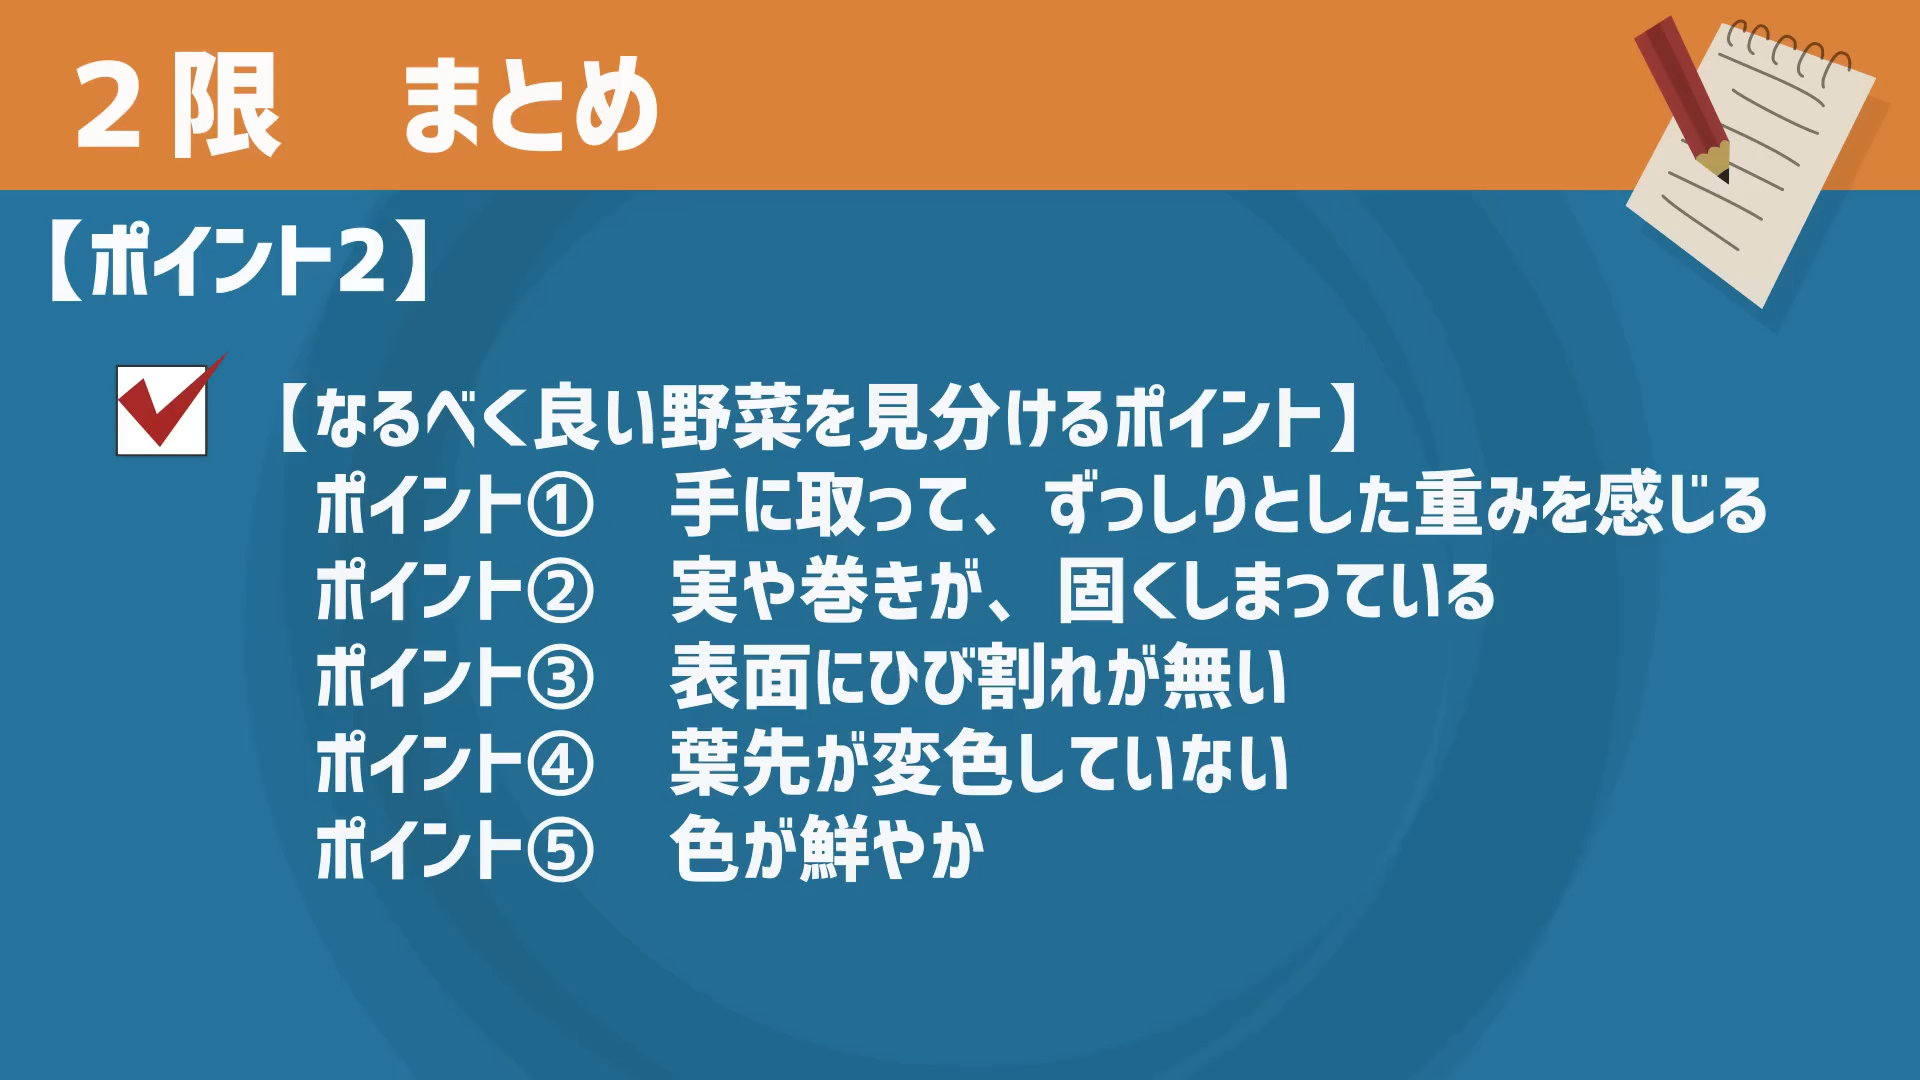 ２限　まとめ
【ポイント2】
【なるべく良い野菜を見分けるポイント】
ポイント①　手に取って、ずっしりとした重みを感じる
ポイント②　実や巻きが、固くしまっている
ポイント③　表面にひび割れが無い
ポイント④　葉先が変色していない
ポイント⑤　色が鮮やか